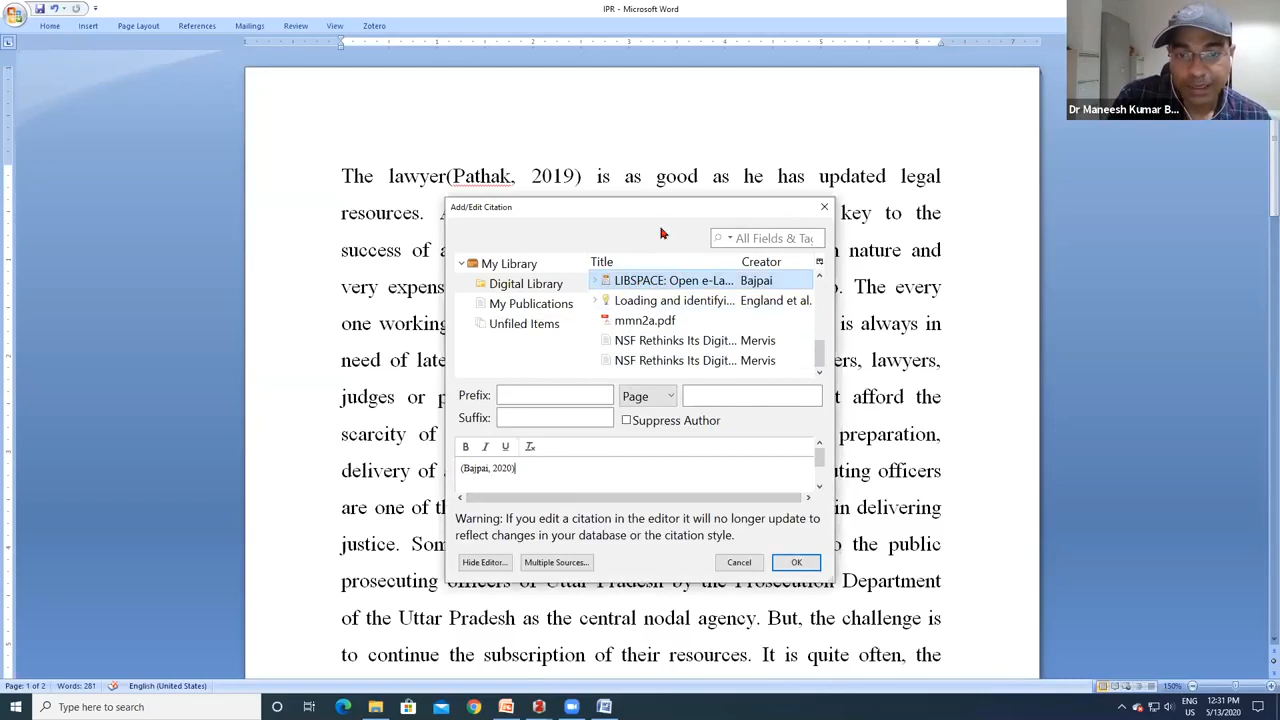 IPR - Microsoft Word
Home Insert Page Layout References Mailings Review View Zotero
Dr Maneesh Kumar B...
The lawyer(Pathak, 2019) is as good as he has updated legal
resources. key to the
success of a n nature and
very expens o. The every
one working is always in
need of late ers, lawyers,
judges or p t afford the
scarcity of preparation,
delivery of a ting officers
are one of th in delivering
justice. Som o the public
prosecuting officers of Uttar Pradesh by the Prosecution Department
of the Uttar Pradesh as the central nodal agency. But, the challenge is
to continue the subscription of their resources. It is quite often, the
Add/Edit Citation
All Fields & Tag
My Library
Digital Library
My Publications
Unfiled Items
Title Creator
LIBSPACE: Open e-La... Bajpai
Loading and identifyi... England et al.
mmn2a.pdf
NSF Rethinks Its Digit... Mervis
NSF Rethinks Its Digit... Mervis
Prefix: Page
Suffix: Suppress Author
B I U Tx
(Bajpai, 2020)
Warning: If you edit a citation in the editor it will no longer update to
reflect changes in your database or the citation style.
Hide Editor... Multiple Sources... Cancel OK
Page: 1 of 2 Words: 281 English (United States) 150%
Type here to search
ENG
US
12:31 PM
5/13/2020